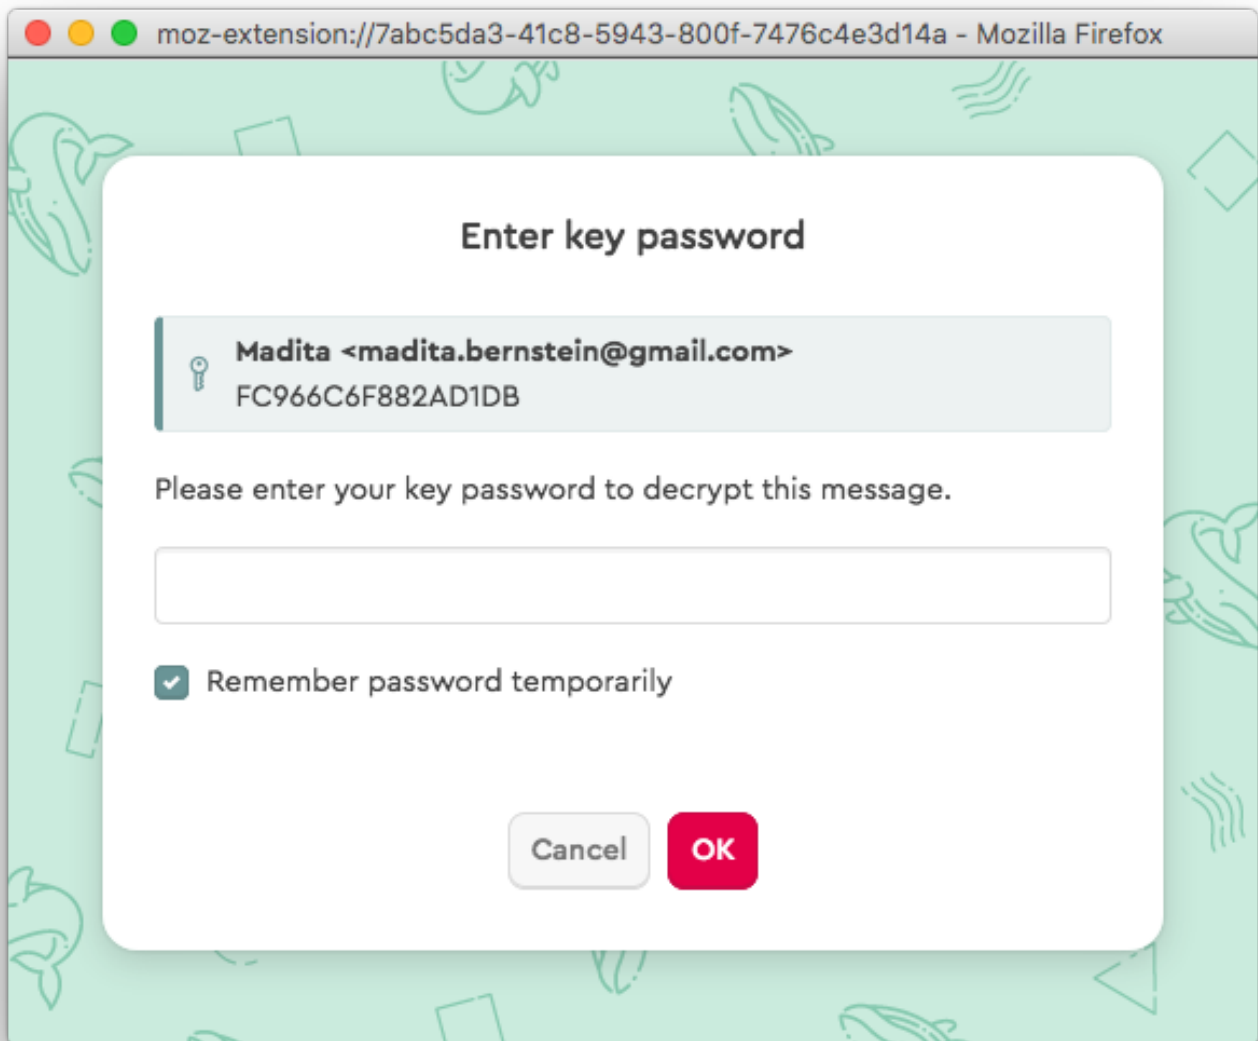 moz-extension://7abc5da3-41c8-5943-800f-7476c4e3d14a - Mozilla Firefox
Enter key password
Madita <madita.bernstein@gmail.com>
FC966C6F882AD1DB
Please enter your key password to decrypt this message.
Remember password temporarily
Cancel OK